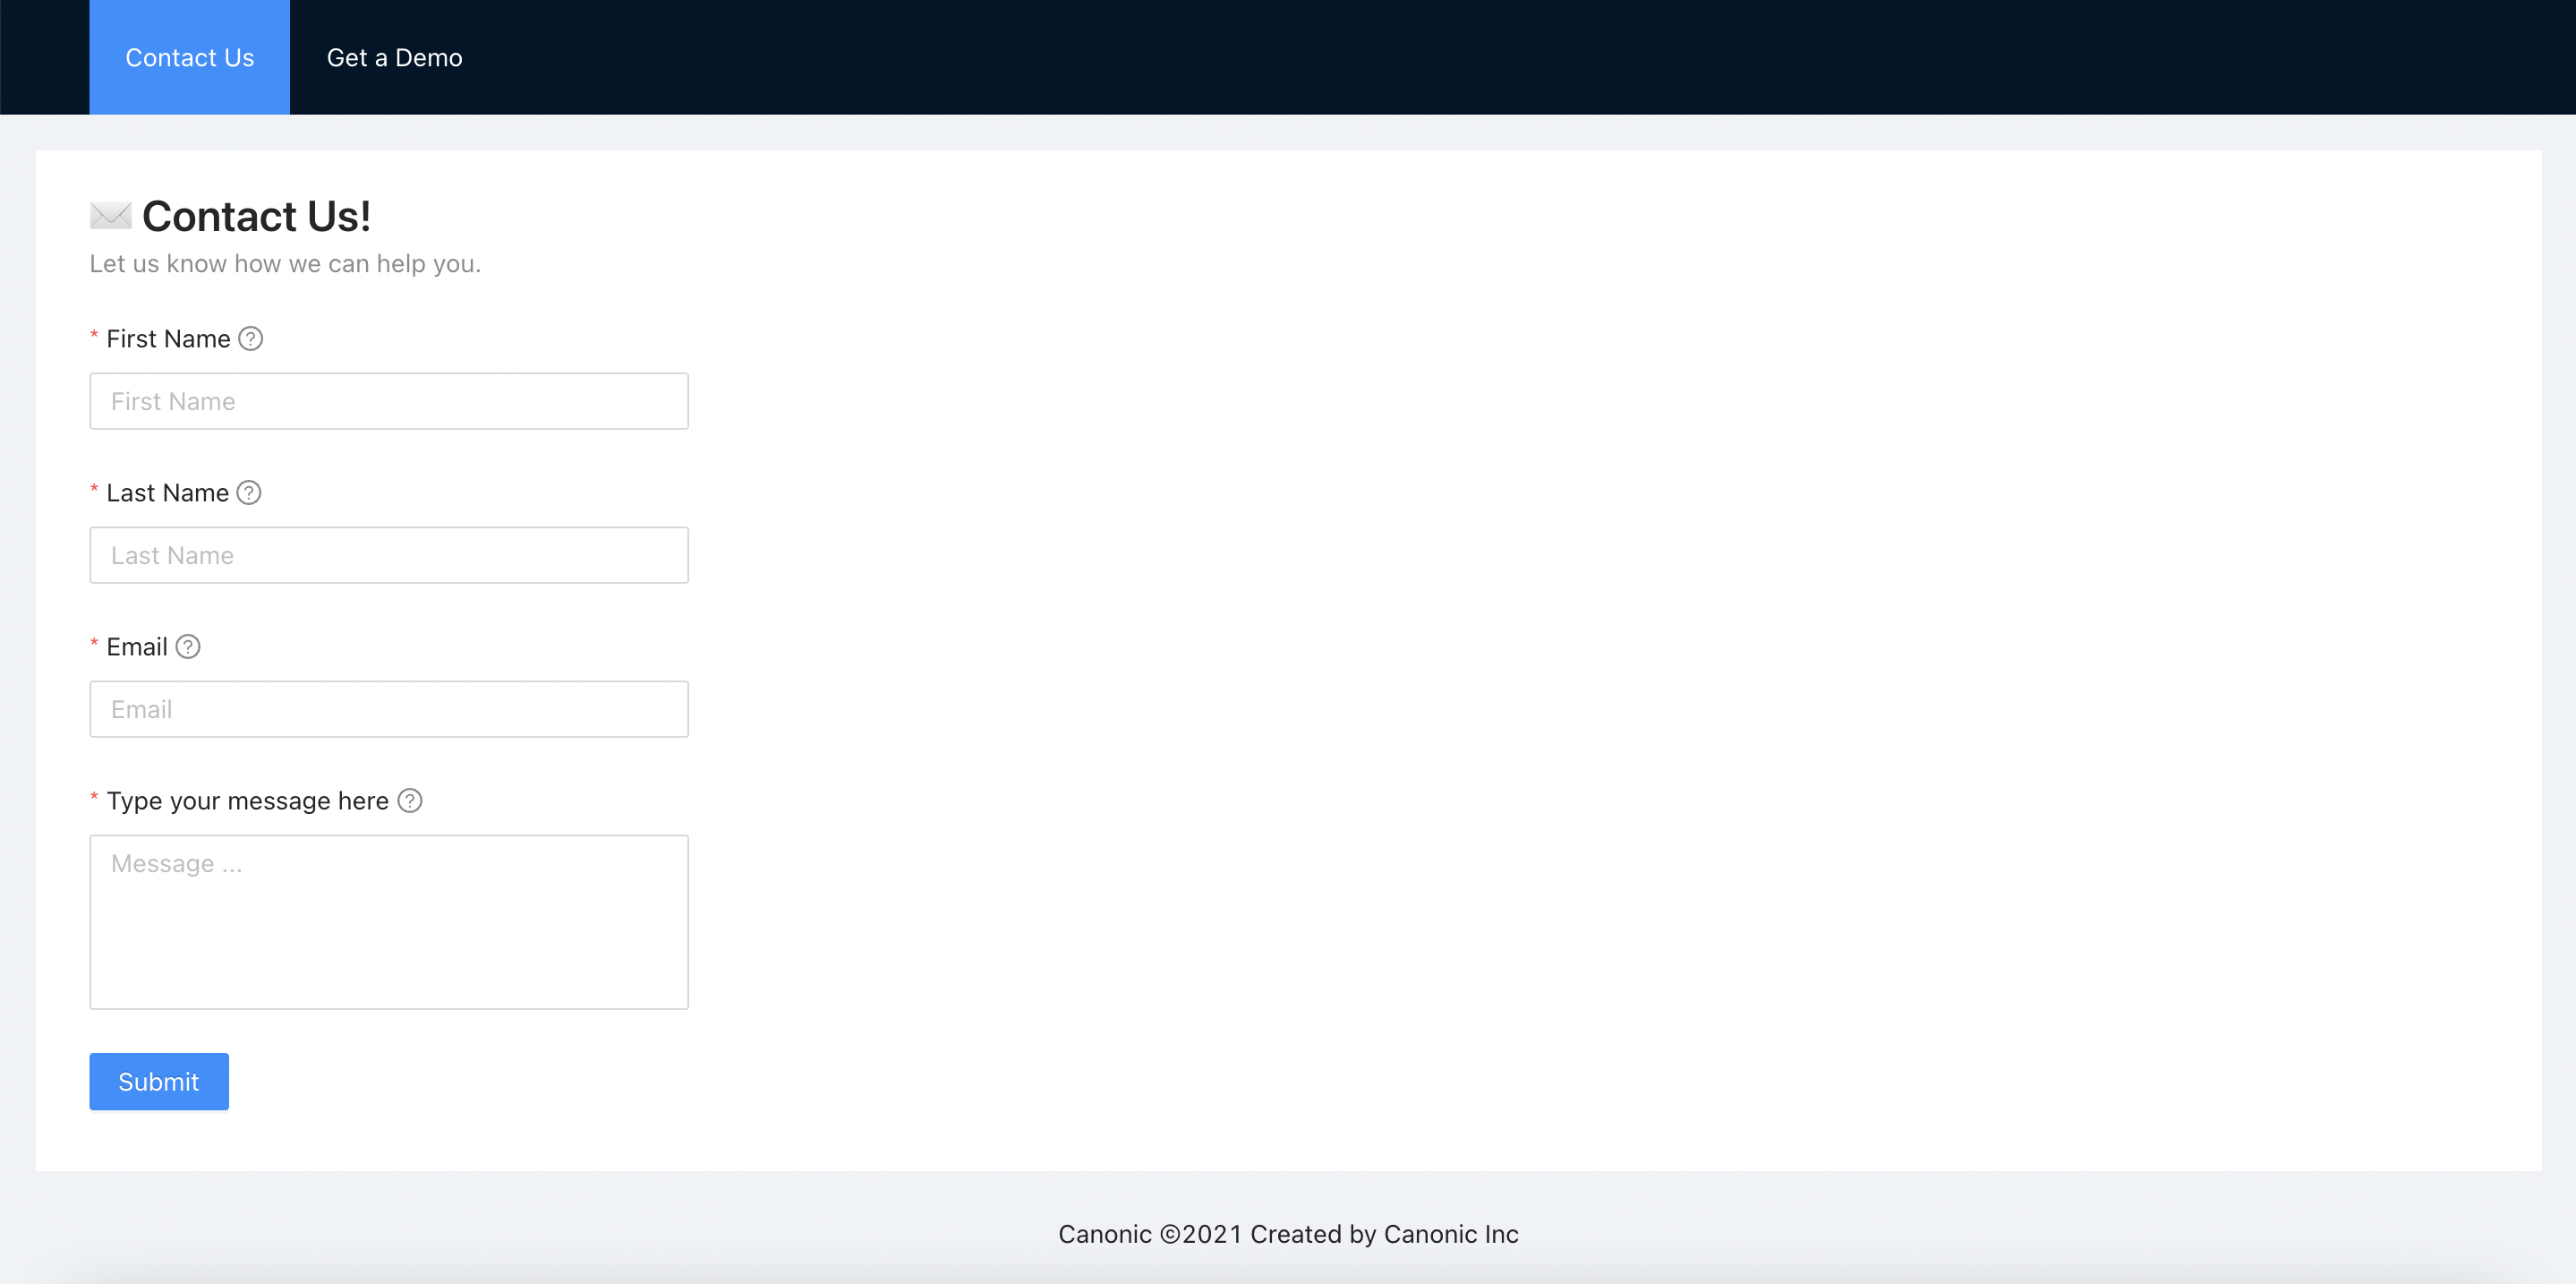 Contact Us
Get a Demo
✉️ Contact Us!
Let us know how we can help you.
* First Name ?
First Name
* Last Name ?
Last Name
* Email ?
Email
* Type your message here ?
Message ...
Submit
Canonic ©2021 Created by Canonic Inc